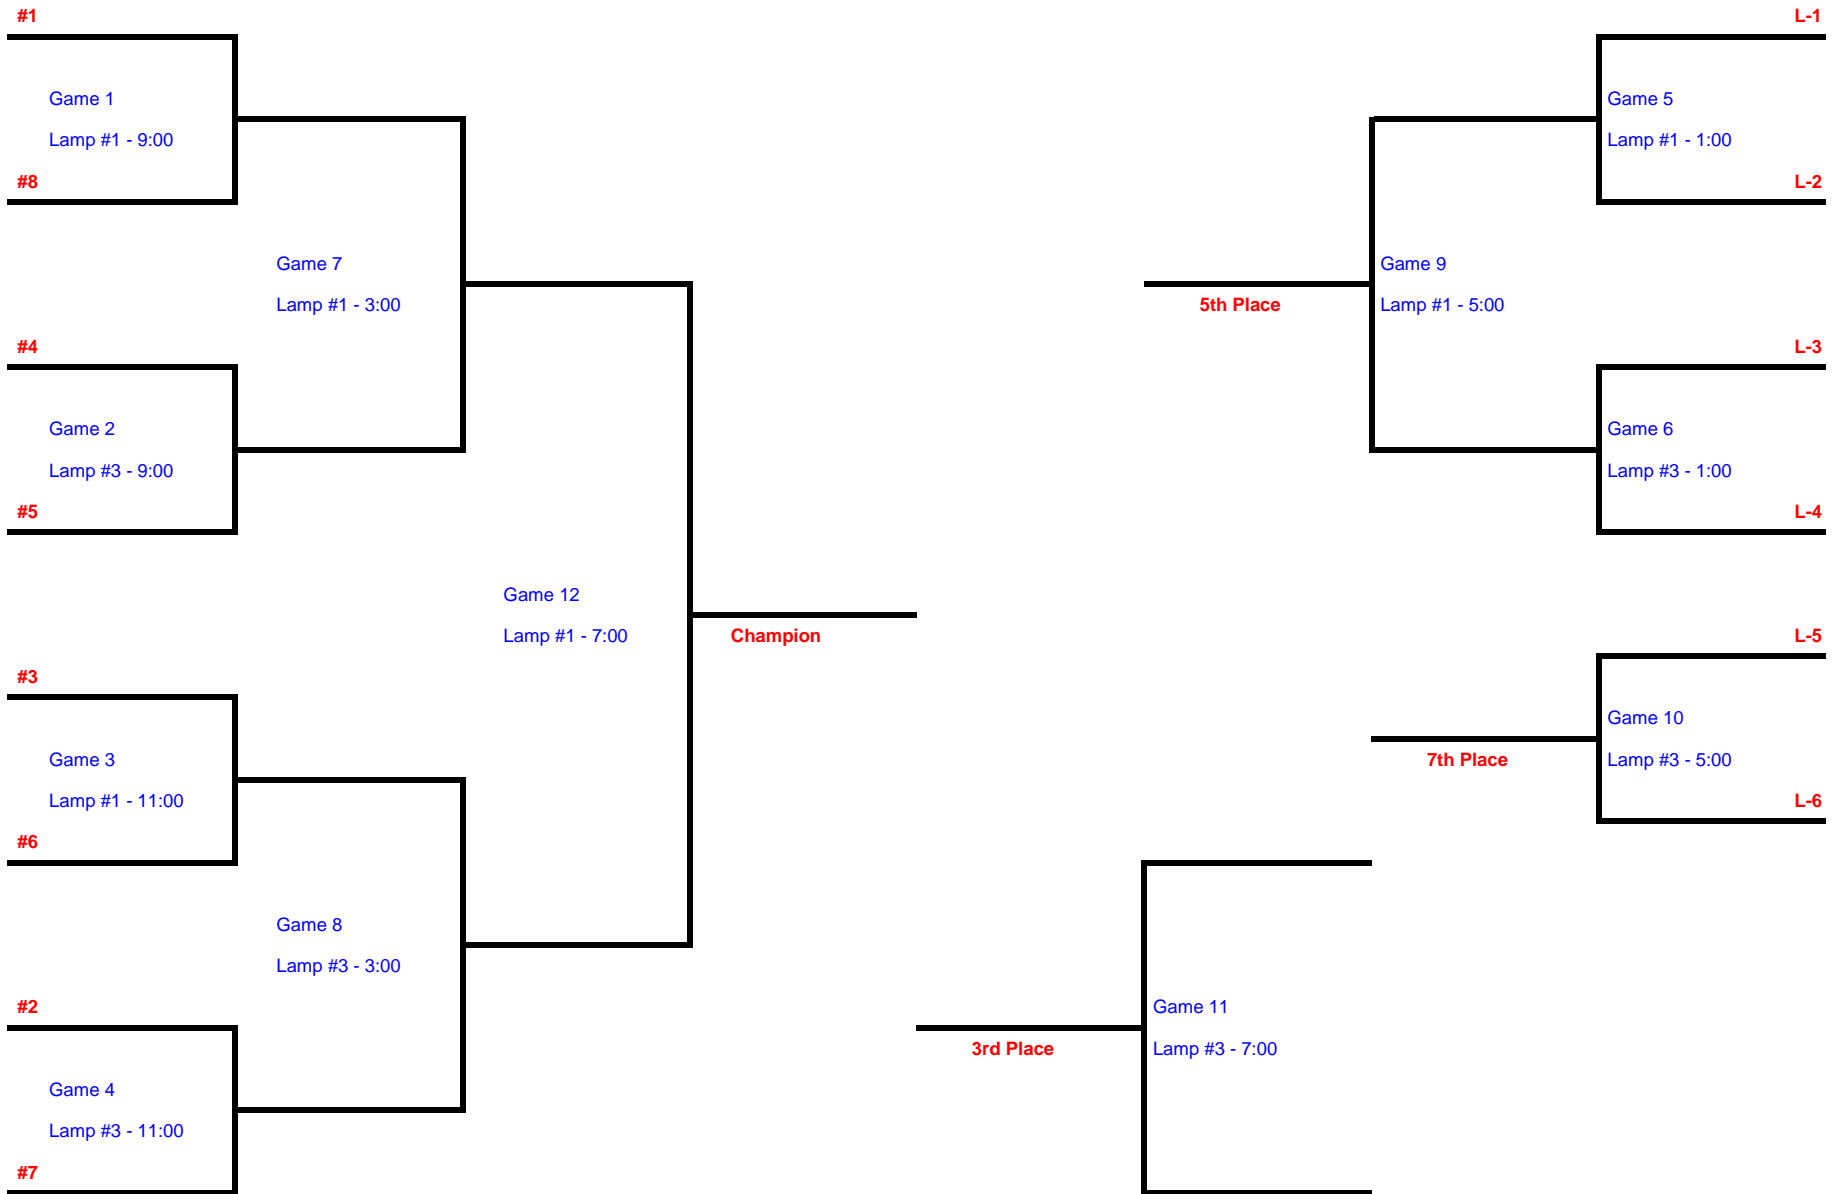 #1
L-1
Game 1
Game 5
Lamp #1 - 9:00
Lamp #1 - 1:00
#8
L-2
Game 7
Game 9
Lamp #1 - 3:00
5th Place
Lamp #1 - 5:00
#4
L-3
Game 2
Game 6
Lamp #3 - 9:00
Lamp #3 - 1:00
#5
L-4
Game 12
Lamp #1 - 7:00
Champion
L-5
#3
Game 10
Game 3
7th Place
Lamp #3 - 5:00
Lamp #1 - 11:00
L-6
#6
Game 8
Lamp #3 - 3:00
#2
Game 11
3rd Place
Lamp #3 - 7:00
Game 4
Lamp #3 - 11:00
#7